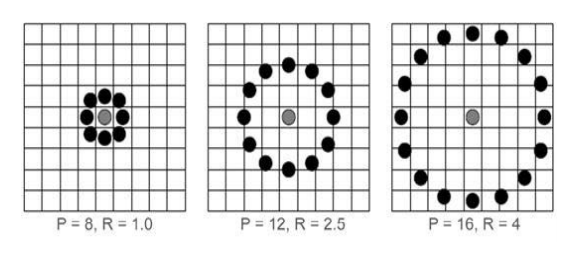 P = 8, R = 1.0
P = 12, R = 2.5
P = 16, R = 4